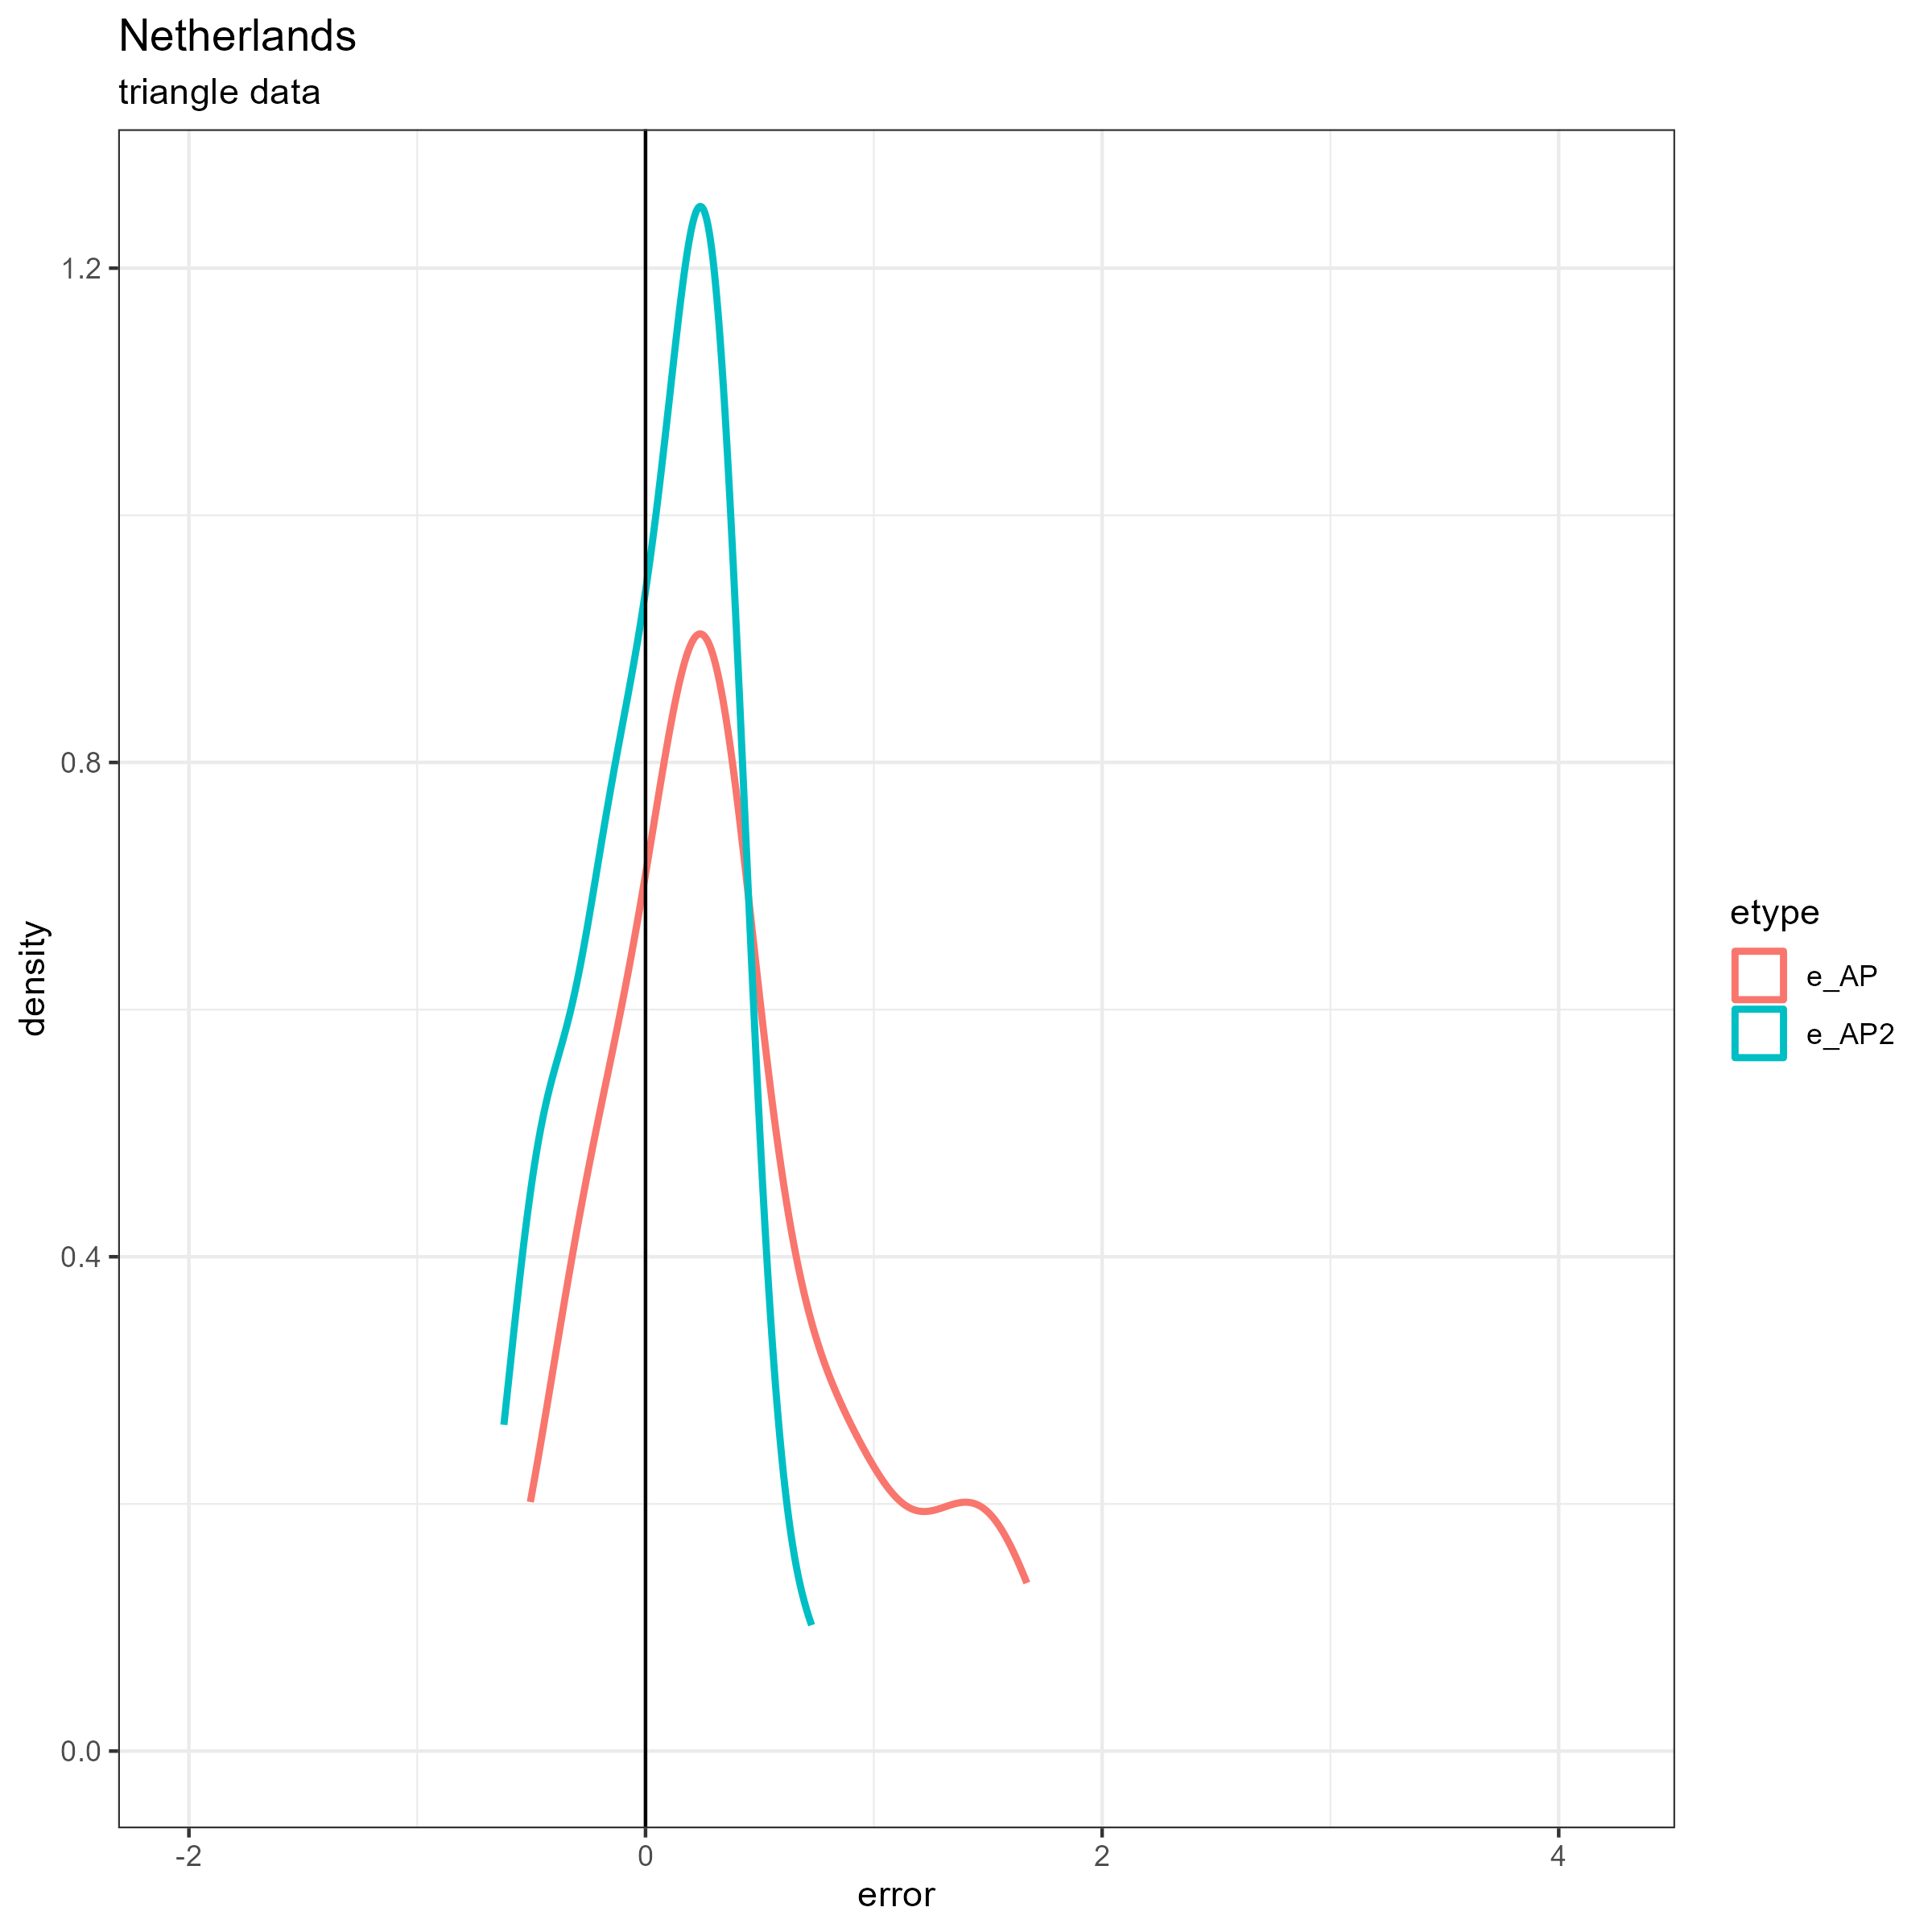 Netherlands
triangle data
1.2
0.8
0.4
0.0
density
-2
0
2
4
error
etype
e_AP
e_AP2